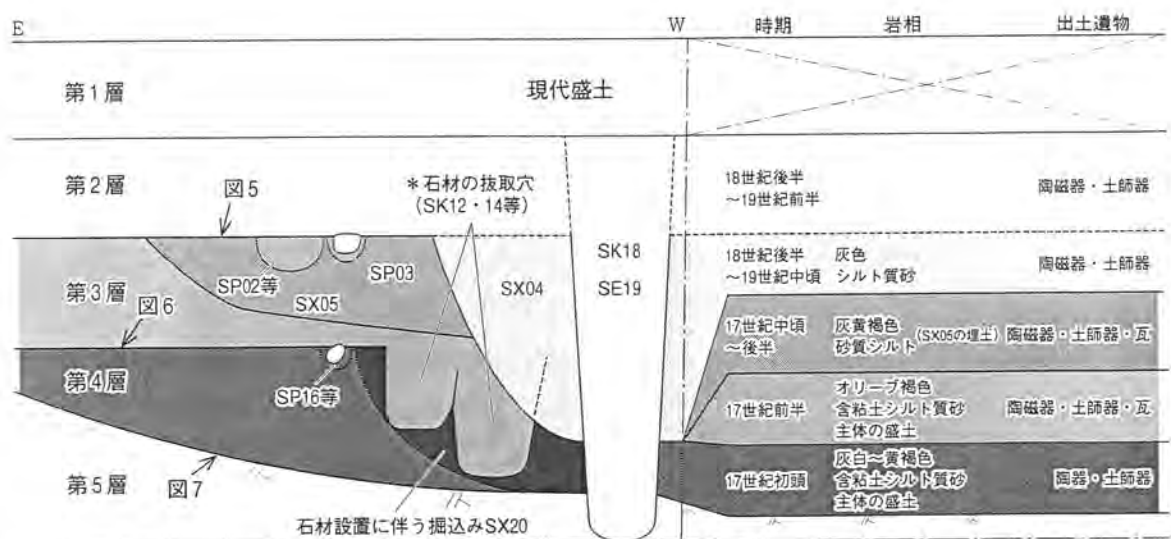 E
W
時期
岩相
出土遺物
第1層
現代盛土
第2層
図5
*石材の抜取穴
(SK12・14等)
18世紀後半
~19世紀前半
陶磁器・土師器
第3層
図6
SP02等
SP03
SX05
SX04
SK18
SE19
18世紀後半
~19世紀中頃
灰色
シルト質砂
陶磁器・土師器
17世紀中頃
~後半
灰黄褐色
砂質シルト
(SX05の埋土)
陶磁器・土師器・瓦
第4層
SP16等
17世紀前半
オリーブ褐色
含粘土シルト質砂
主体の盛土
陶磁器・土師器・瓦
第5層
図7
石材設置に伴う掘込みSX20
17世紀初頭
灰白~黄褐色
含粘土シルト質砂
主体の盛土
陶器・土師器